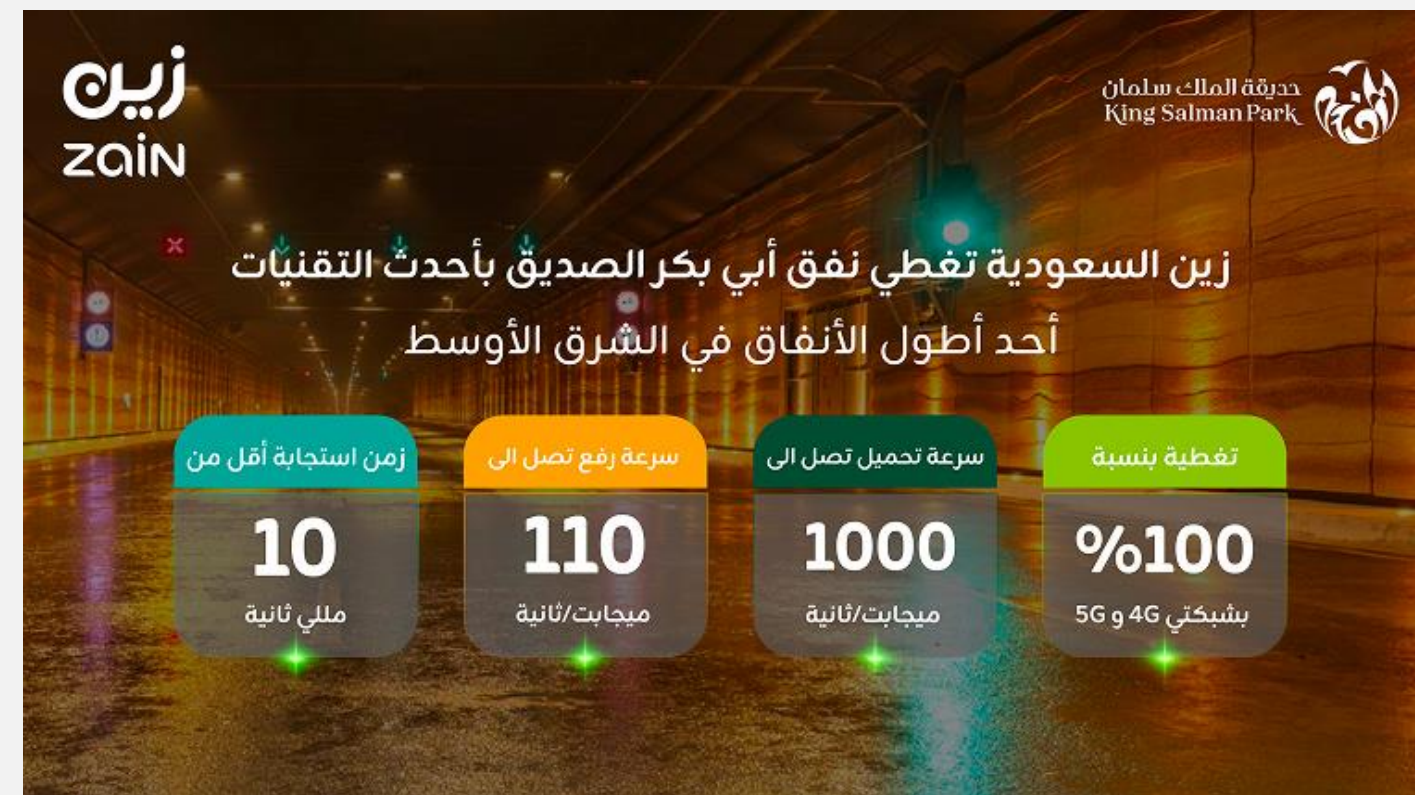 زين
zain
حديقة الملك سلمان
King Salman Park
زين السعودية تغطي نفق أبي بكر الصديق بأحدث التقنيات
أحد أطول الأنفاق في الشرق الأوسط
تغطية بنسبة
%100
بشبكتي 4G و 5G
سرعة تحميل تصل الى
1000
ميجابت/ثانية
سرعة رفع تصل الى
110
ميجابت/ثانية
زمن استجابة أقل من
10
مللي ثانية